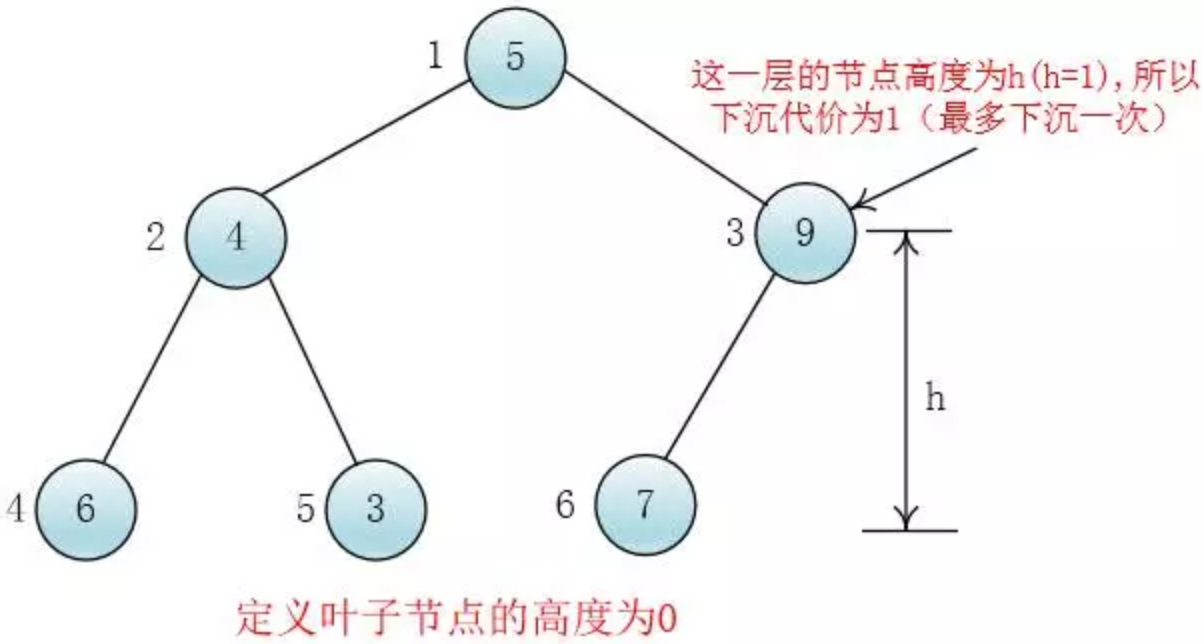 1 5
这一层的节点高度为h(h=1),所以
下沉代价为1（最多下沉一次）
2 4
3 9
h
4 6
5 3
6 7
定义叶子节点的高度为0